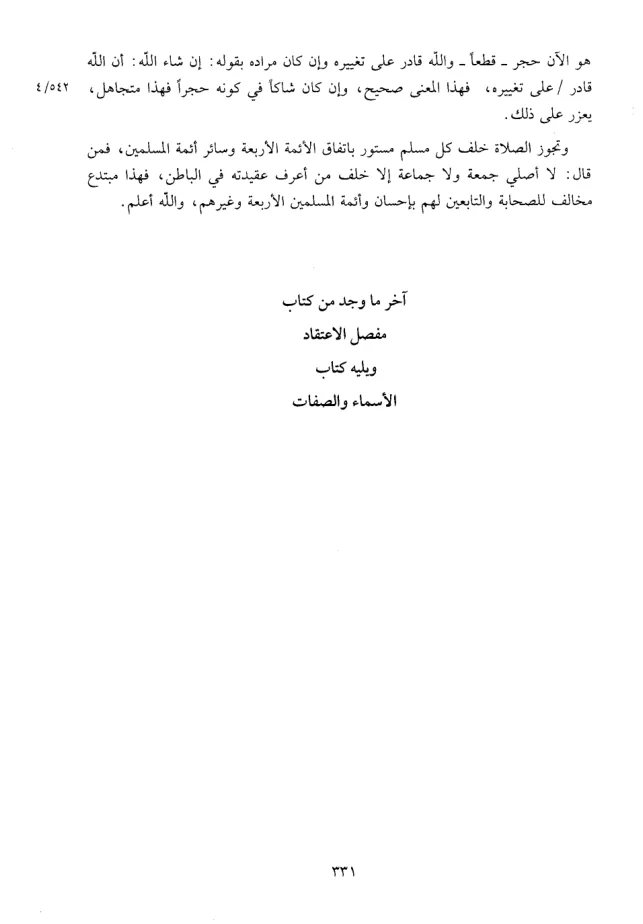 هو الآن حجر ـ قطعاً ـ والله قادر على تغييره وإن كان مراده بقوله: إن شاء الله: أن الله
قادر / على تغييره، فهذا المعنى صحيح، وإن كان شاكاً في كونه حجراً فهذا متجاهل، ٤/٥٤٢
يعزر على ذلك.
وتجوز الصلاة خلف كل مسلم مستور باتفاق الأئمة الأربعة وسائر أئمة المسلمين، فمن
قال: لا أصلي جمعة ولا جماعة إلا خلف من أعرف عقيدته في الباطن، فهذا مبتدع
مخالف للصحابة والتابعين لهم بإحسان وأئمة المسلمين الأربعة وغيرهم، والله أعلم.
آخر ما وجد من كتاب
مفصل الاعتقاد
ويليه كتاب
الأسماء والصفات
٣٣١